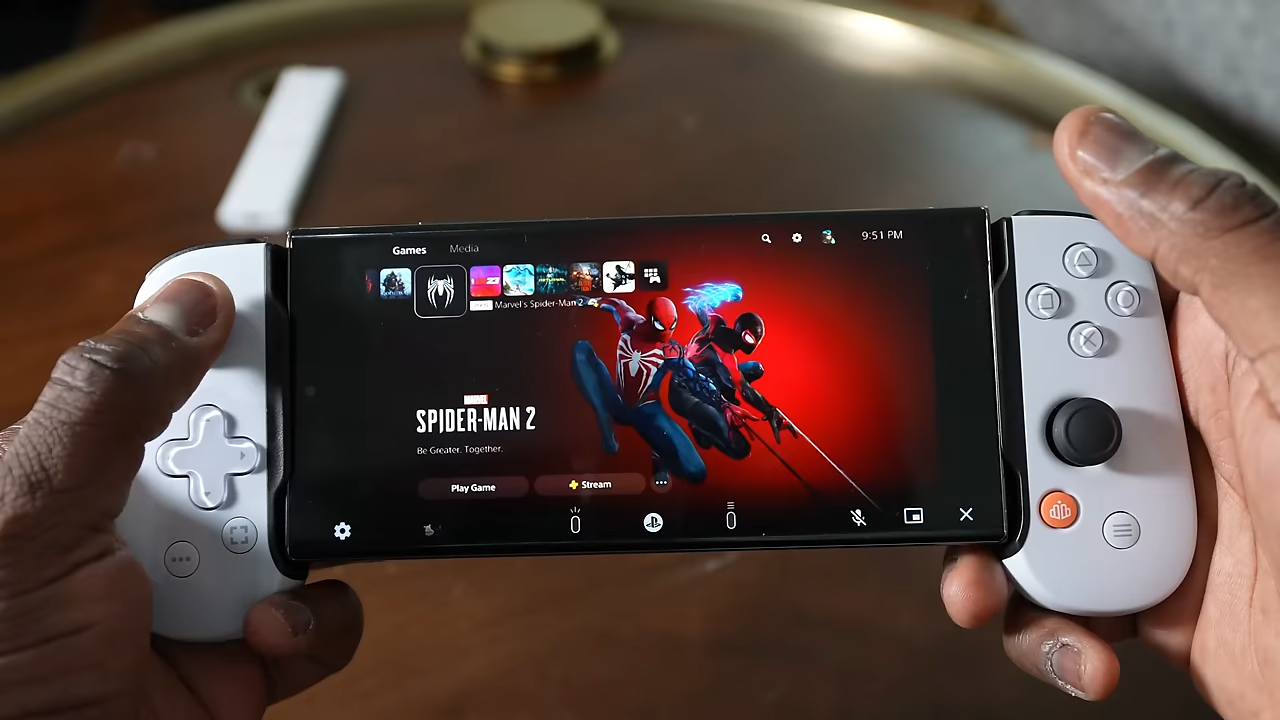 Games Media
9:51 PM
Marvel's Spider-Man 2
MARVEL
SPIDER-MAN 2
Be Greater. Together.
Play Game
Stream